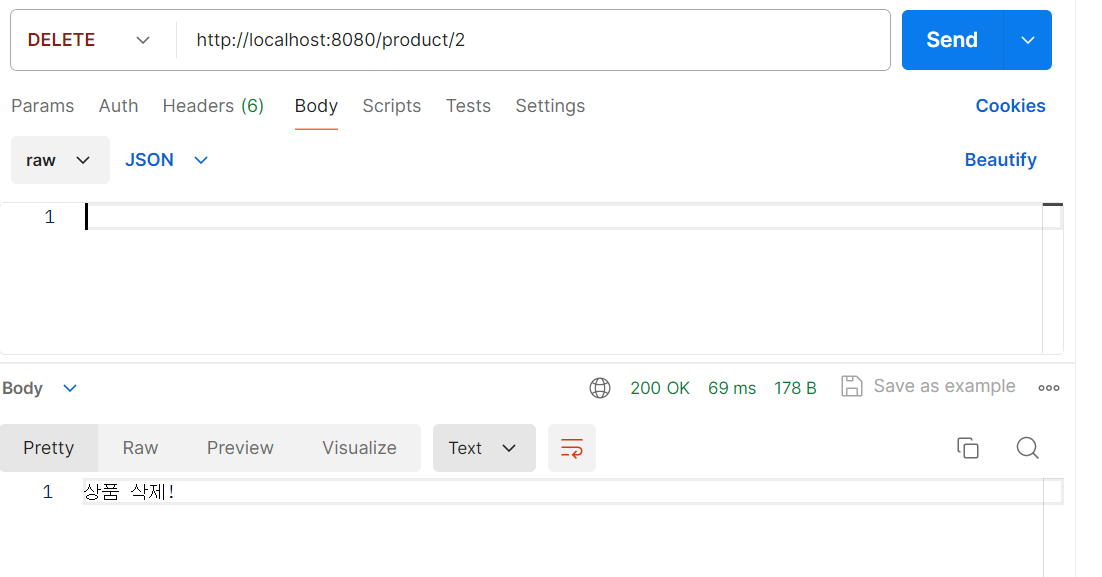 DELETE http://localhost:8080/product/2 Send
Params Auth Headers (6) Body Scripts Tests Settings Cookies
raw JSON Beautify
1
Body 200 OK 69 ms 178 B Save as example
Pretty Raw Preview Visualize Text
1 상품 삭제!